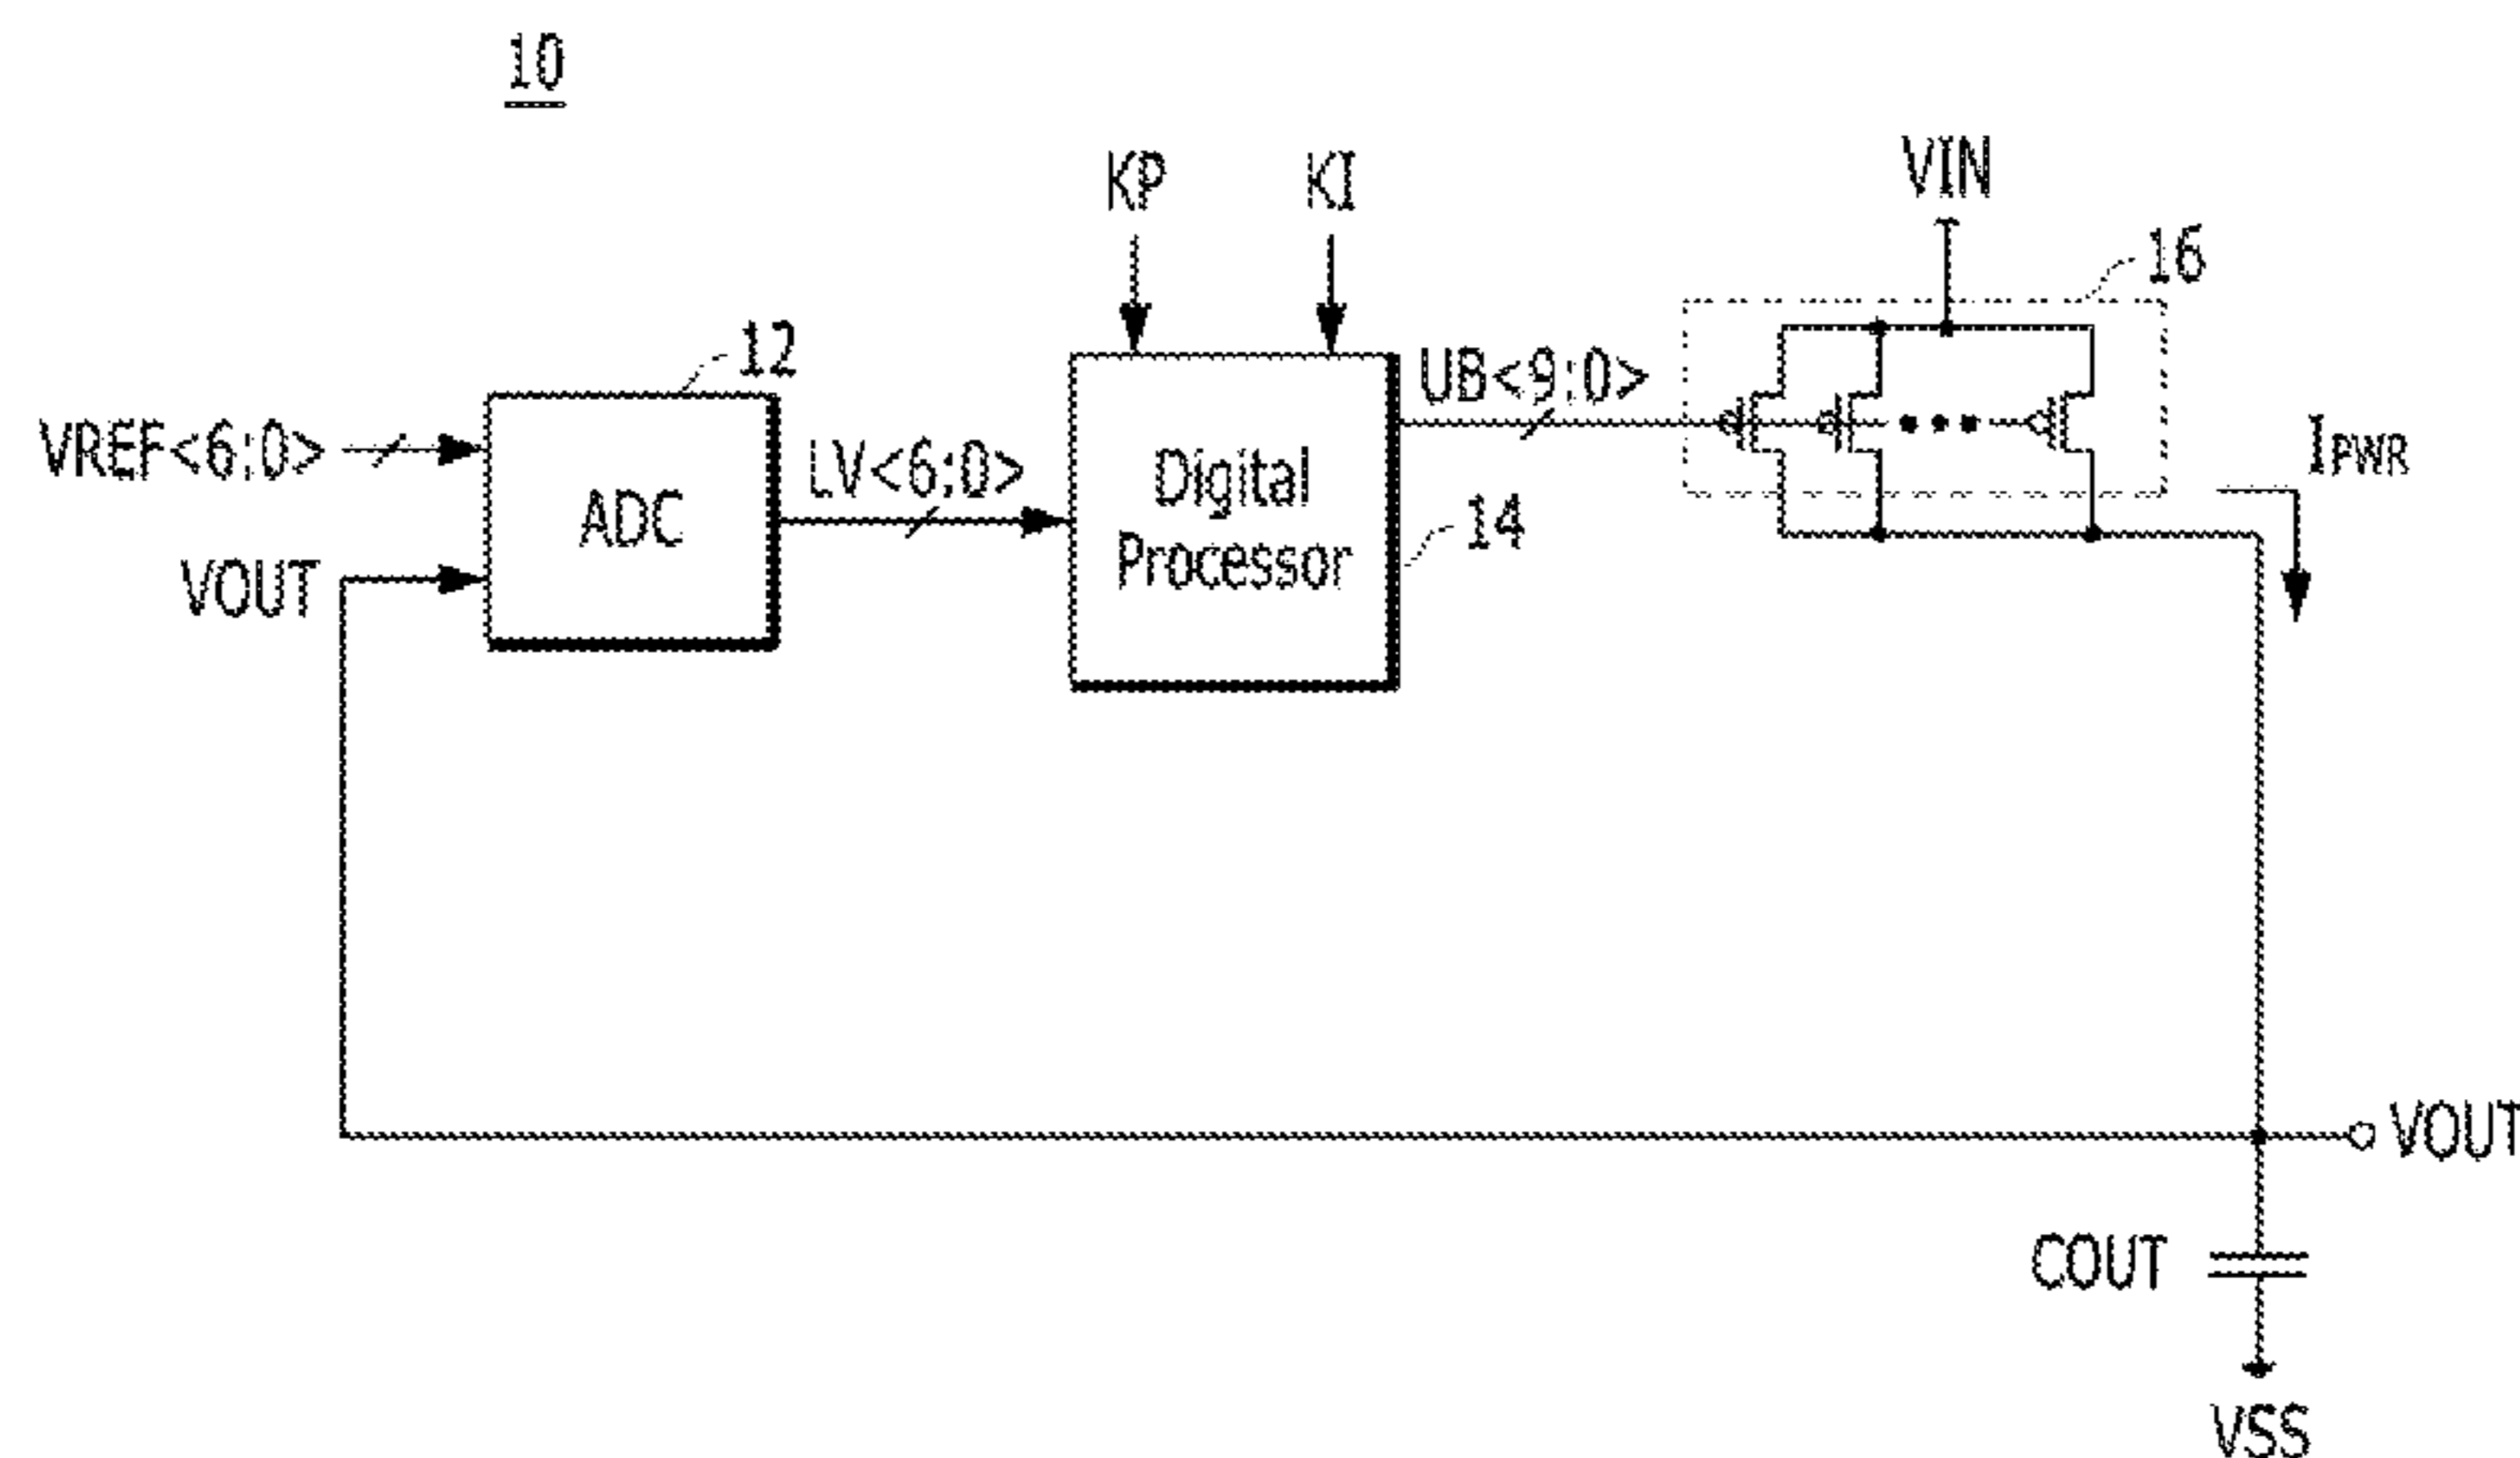 10
KP
KI
VIN
16
12
UB<9:0>
VREF<6:0>
LV<6:0>
IPWR
ADC
Digital
Processor
14
VOUT
VOUT
COUT
VSS